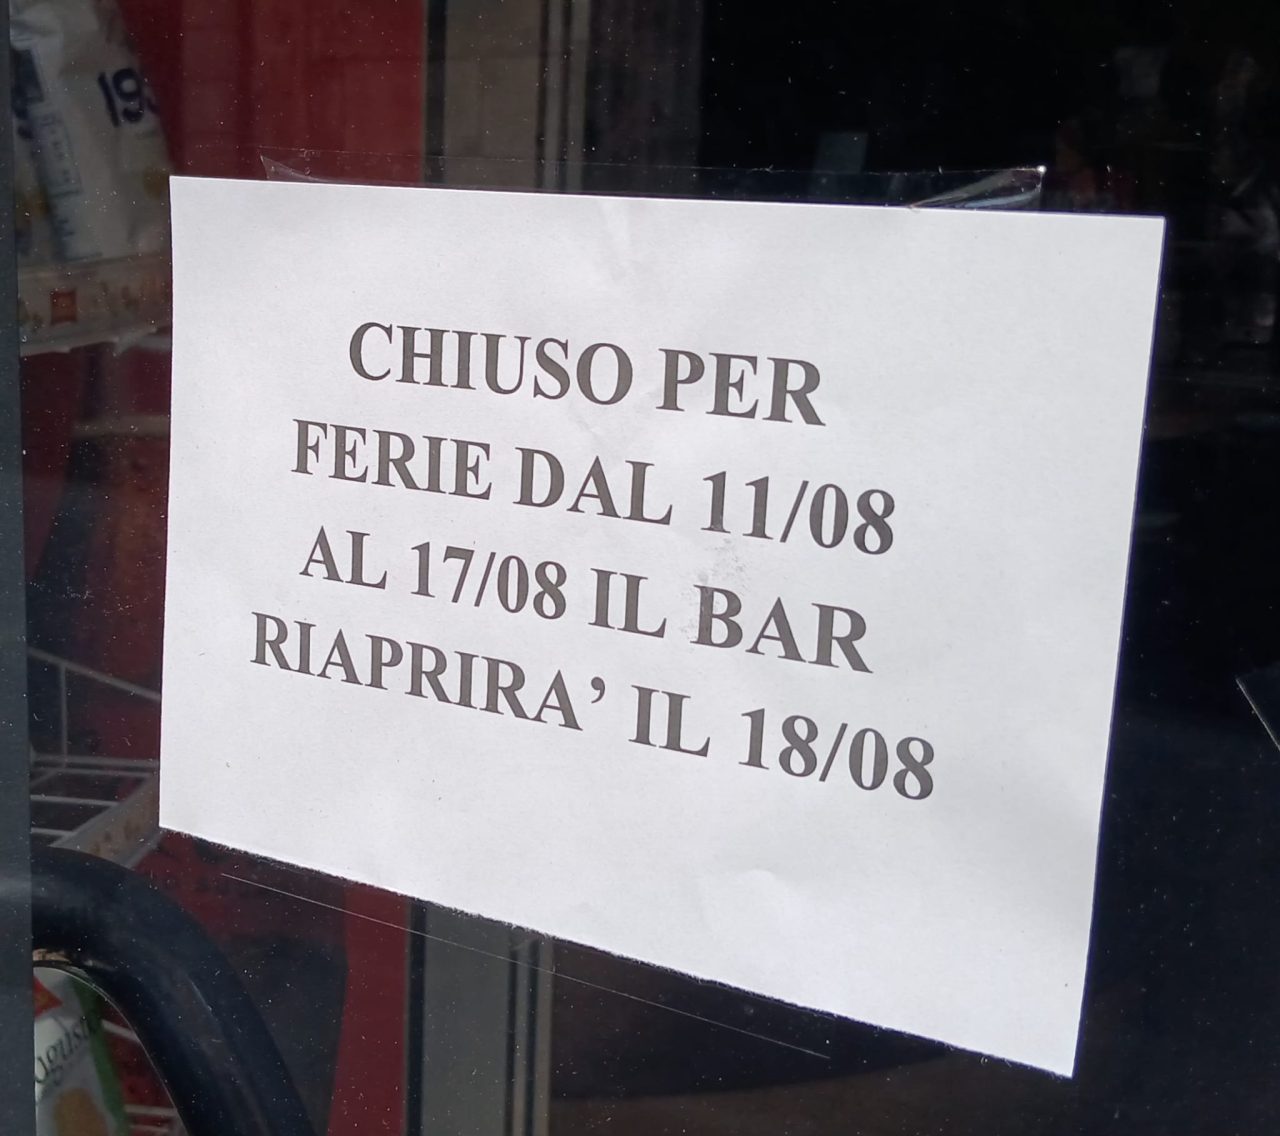 CHIUSO PER
FERIE DAL 11/08
AL 17/08 IL BAR
RIAPRIRA’ IL 18/08